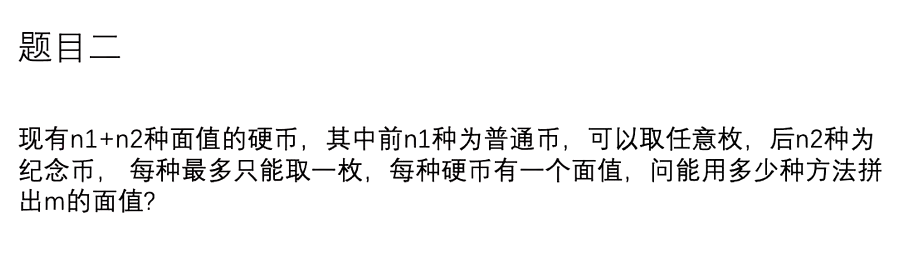 题目二
现有n1+n2种面值的硬币，其中前n1种为普通币，可以取任意枚，后n2种为
纪念币， 每种最多只能取一枚，每种硬币有一个面值，问能用多少种方法拼
出m的面值?